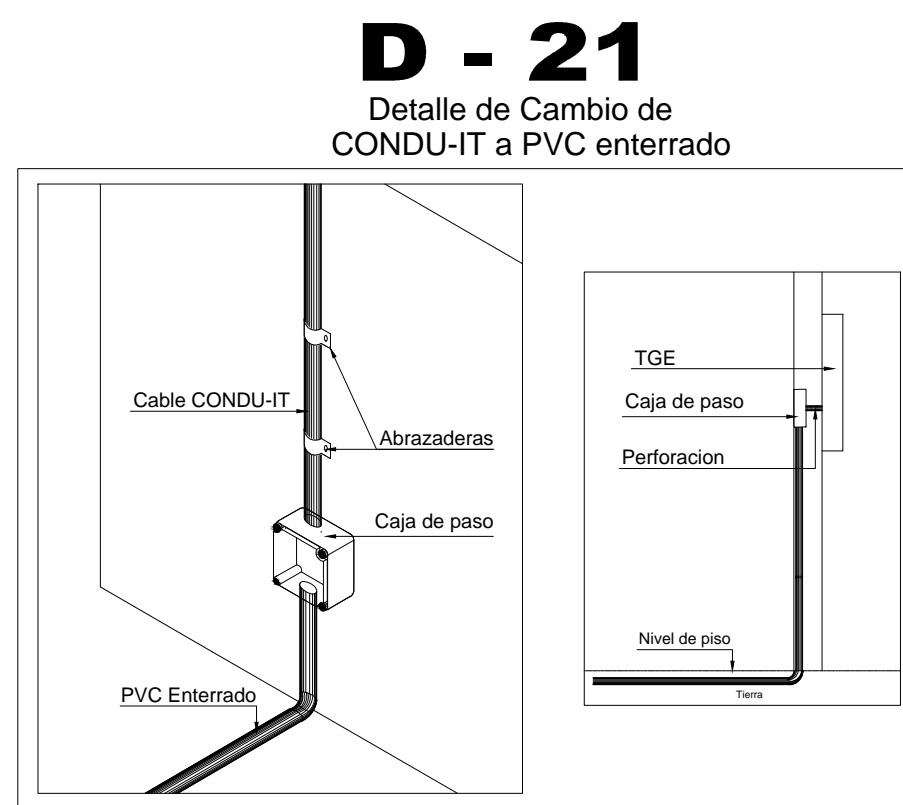 D - 21
Detalle de Cambio de
CONDU-IT a PVC enterrado
Cable CONDU-IT
Abrazaderas
Caja de paso
PVC Enterrado
TGE
Caja de paso
Perforacion
Nivel de piso
Tierra